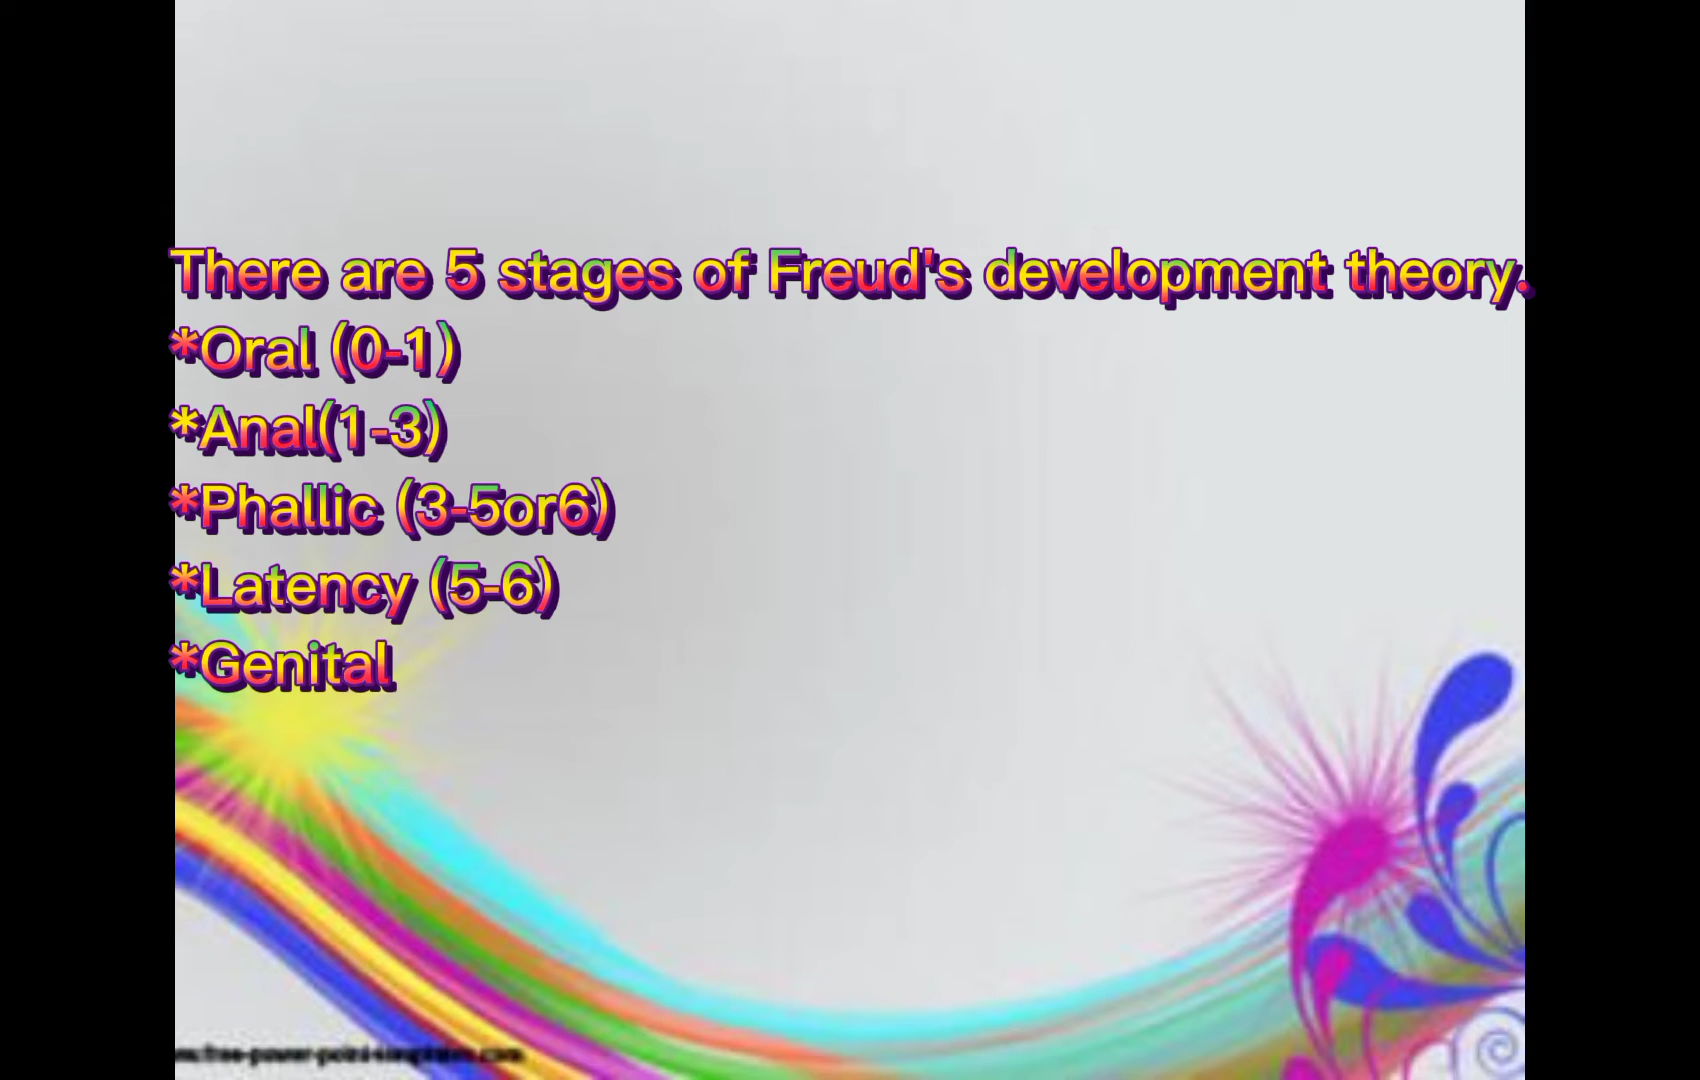 There are 5 stages of Freud's development theory.
*Oral (0-1)
*Anal(1-3)
*Phallic (3-5or6)
*Latency (5-6)
*Genital